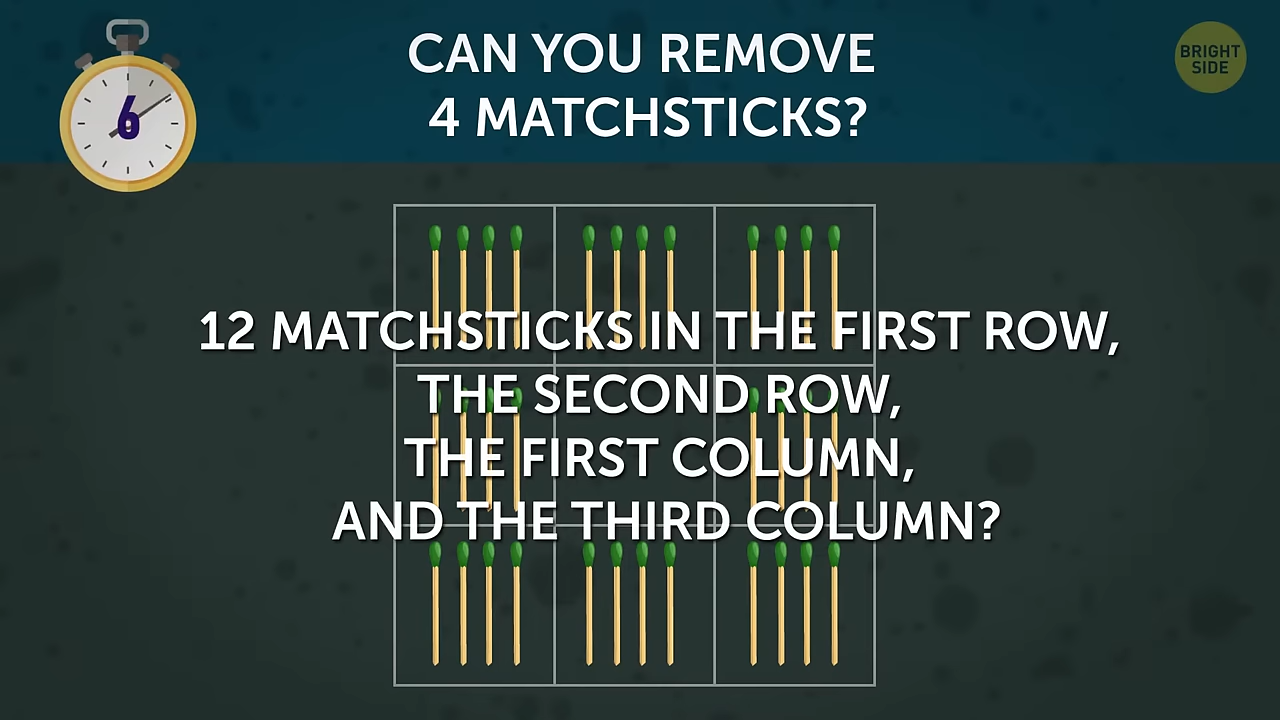 CAN YOU REMOVE
4 MATCHSTICKS?
BRIGHT
SIDE
6
12 MATCHSTICKS IN THE FIRST ROW,
THE SECOND ROW,
THE FIRST COLUMN,
AND THE THIRD COLUMN?